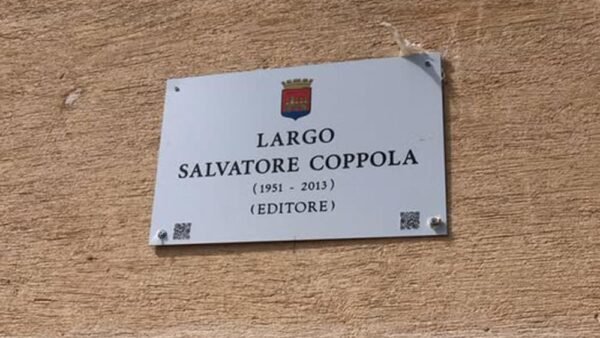 LARGO
SALVATORE COPPOLA
(1951 - 2013)
(EDITORE)